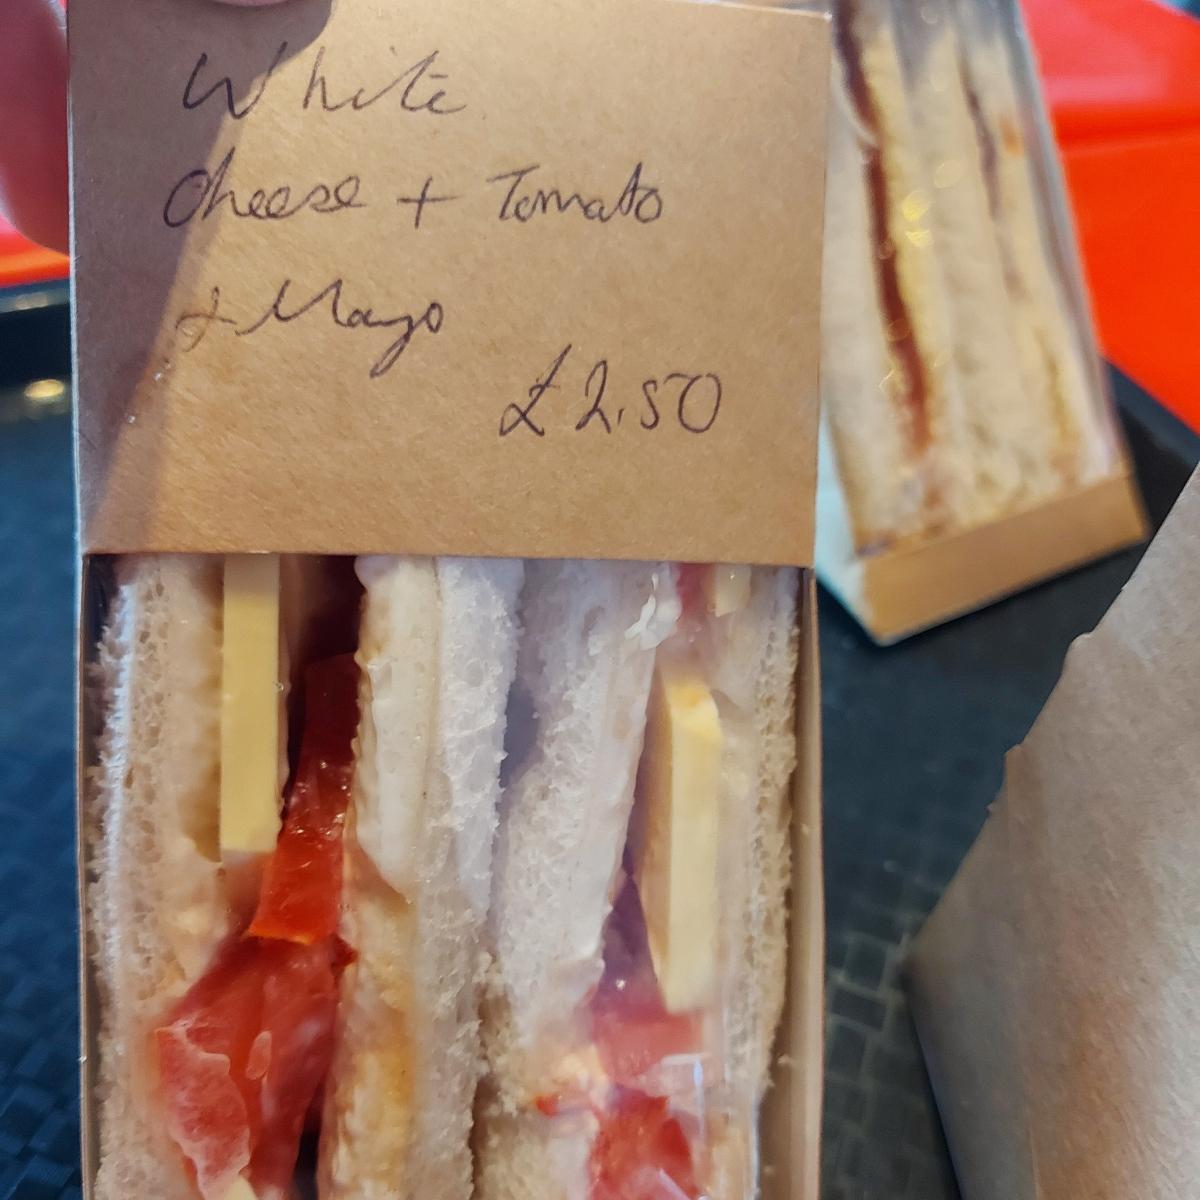 White
Cheese + Tomato
+ Mayo
£2.50